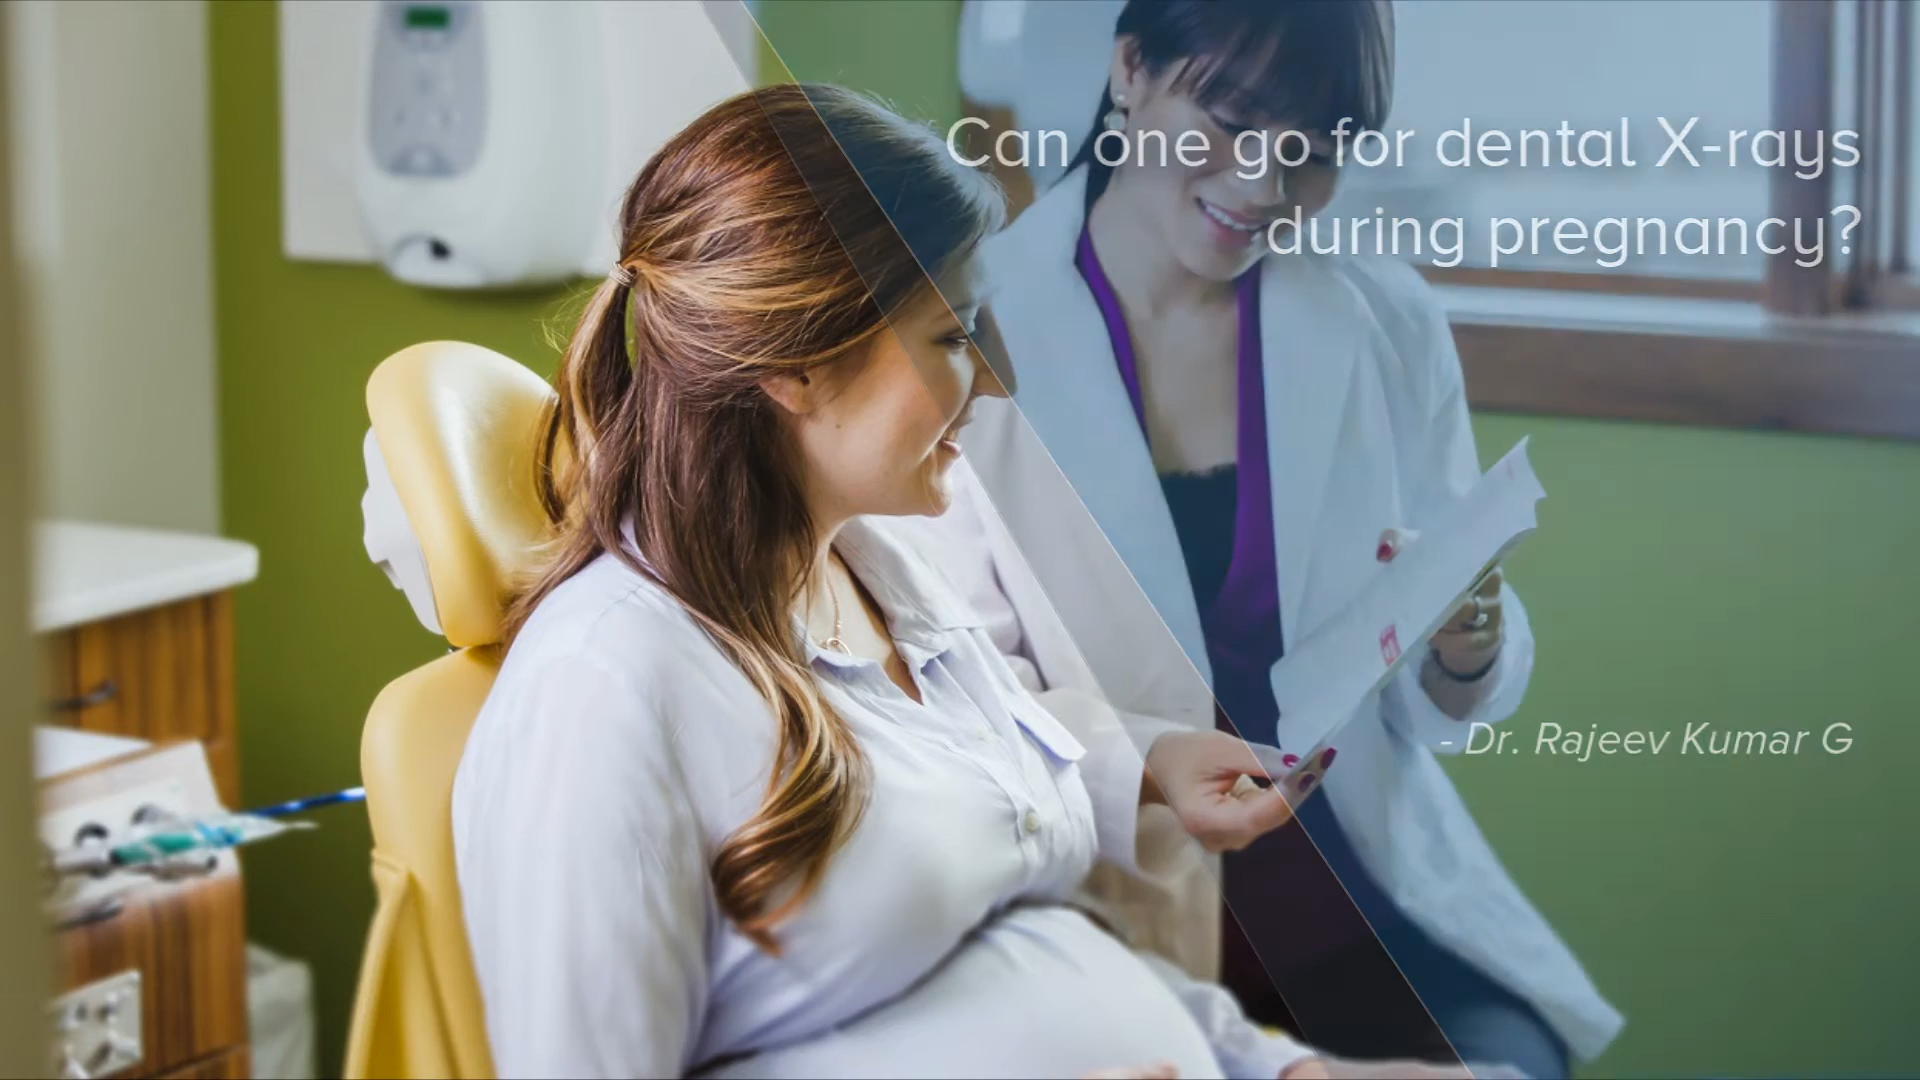 Can one go for dental X-rays
during pregnancy?
- Dr. Rajeev Kumar G